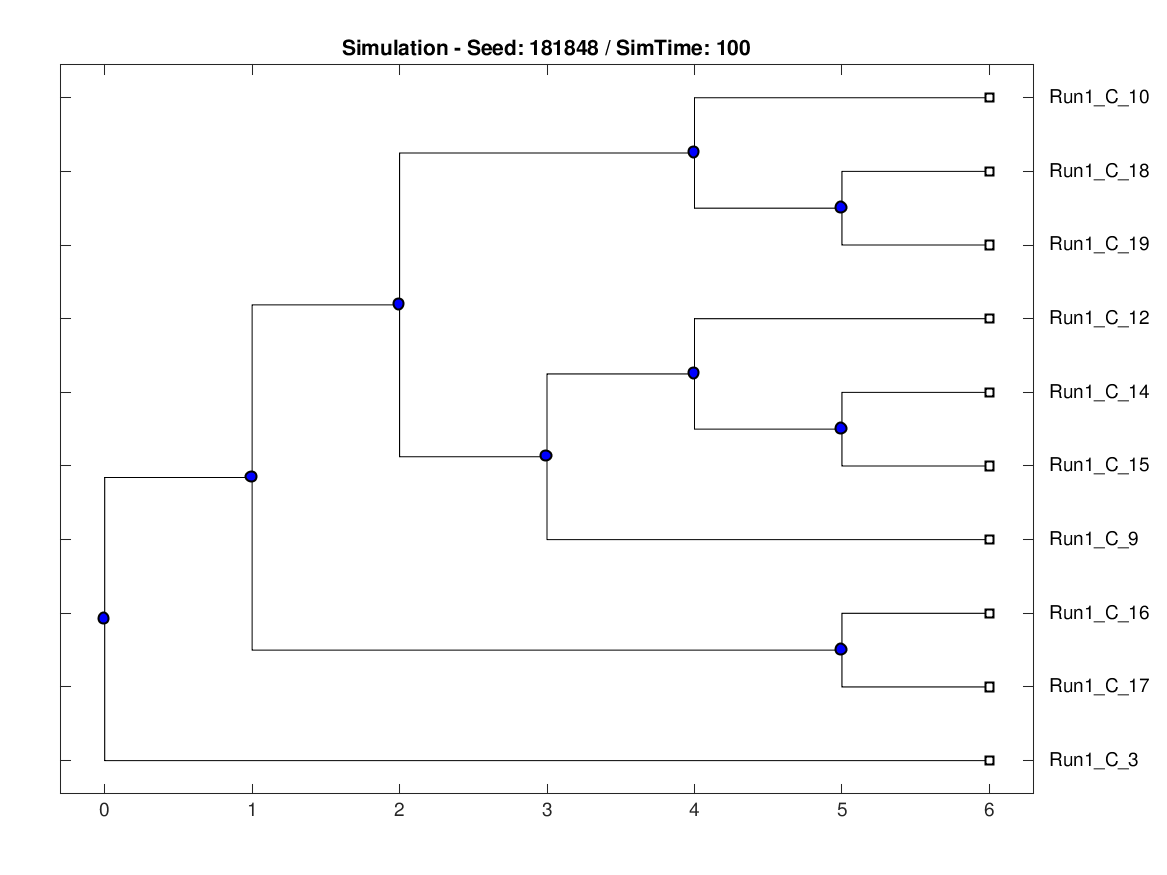 Simulation - Seed: 181848 / SimTime: 100
Run1_C_10
Run1_C_18
Run1_C_19
Run1_C_12
Run1_C_14
Run1_C_15
Run1_C_9
Run1_C_16
Run1_C_17
Run1_C_3
0 1 2 3 4 5 6